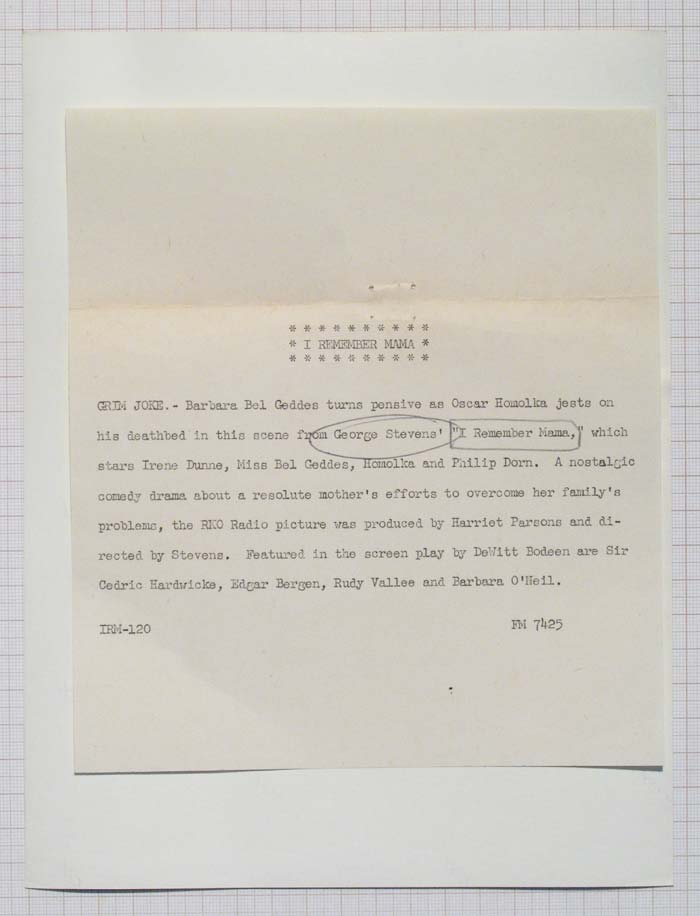 * * * * * * * * * *
* I REMEMBER MAMA *
* * * * * * * * * *
GRIM JOKE.- Barbara Bel Geddes turns pensive as Oscar Homolka jests on
his deathbed in this scene from George Stevens' "I Remember Mama," which
stars Irene Dunne, Miss Bel Geddes, Homolka and Philip Dorn. A nostalgic
comedy drama about a resolute mother's efforts to overcome her family's
problems, the RKO Radio picture was produced by Harriet Parsons and di-
rected by Stevens. Featured in the screen play by DeWitt Bodeen are Sir
Cedric Hardwicke, Edgar Bergen, Rudy Vallee and Barbara O'Neil.
IRM-120 FM 7425